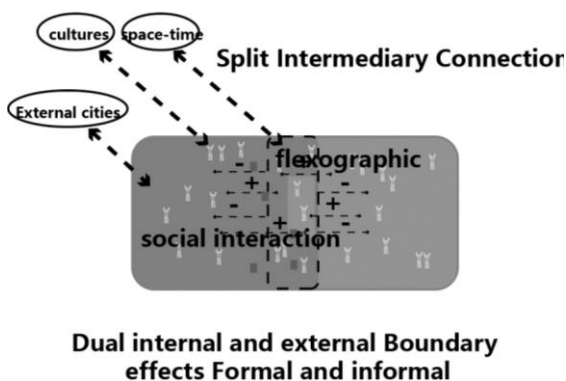 cultures
space-time
Split Intermediary Connection
External cities
flexographic
-
+
-
+
-
+
-
social interaction
Dual internal and external Boundary
effects Formal and informal